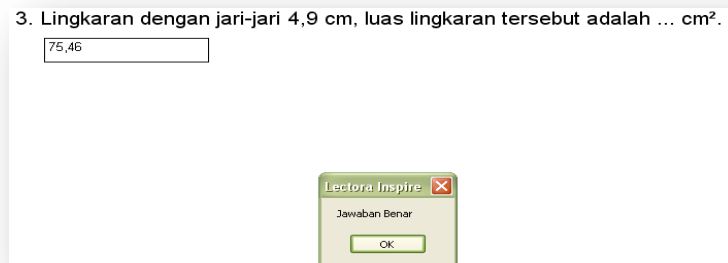 3. Lingkaran dengan jari-jari 4,9 cm, luas lingkaran tersebut adalah ... cm².
75,46
Lectora Inspire
Jawaban Benar
OK